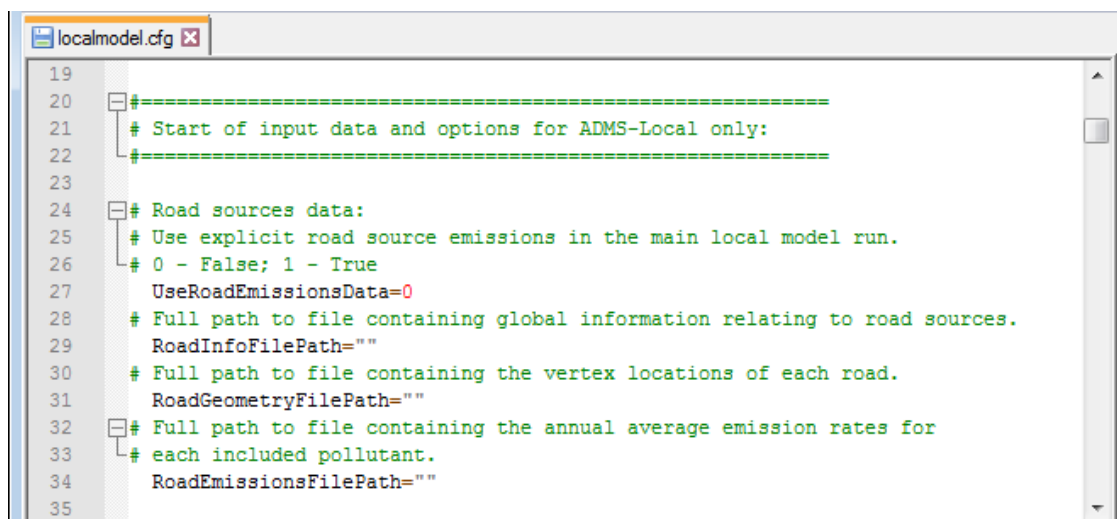 localmodel.cfg
19
20 #==========================================================
21 # Start of input data and options for ADMS-Local only:
22 #==========================================================
23
24 # Road sources data:
25 # Use explicit road source emissions in the main local model run.
26 # 0 - False; 1 - True
27 UseRoadEmissionsData=0
28 # Full path to file containing global information relating to road sources.
29 RoadInfoFilePath=""
30 # Full path to file containing the vertex locations of each road.
31 RoadGeometryFilePath=""
32 # Full path to file containing the annual average emission rates for
33 # each included pollutant.
34 RoadEmissionsFilePath=""
35